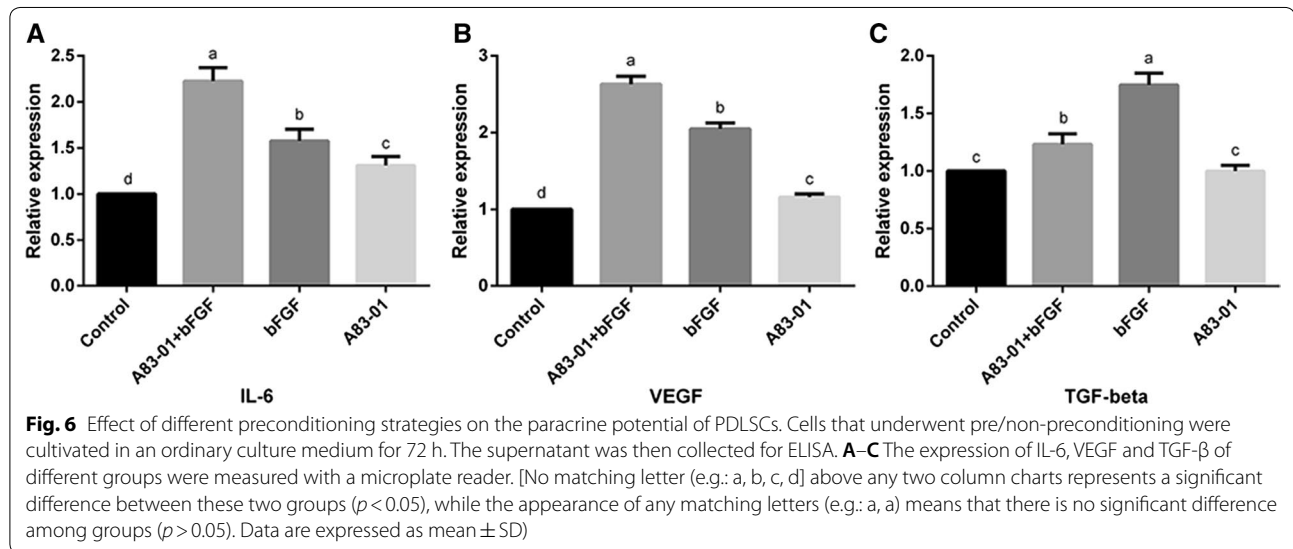 A
B
C
Relative expression
2.5
2.0
1.5
1.0
0.5
0.0
d
a
b
c
Control
A83-01+bFGF
bFGF
A83-01
IL-6
Relative expression
3
2
1
0
d
a
b
c
Control
A83-01+bFGF
bFGF
A83-01
VEGF
Relative expression
2.0
1.5
1.0
0.5
0.0
c
b
a
c
Control
A83-01+bFGF
bFGF
A83-01
TGF-beta
Fig. 6 Effect of different preconditioning strategies on the paracrine potential of PDLSCs. Cells that underwent pre/non-preconditioning were
cultivated in an ordinary culture medium for 72 h. The supernatant was then collected for ELISA. A–C The expression of IL-6, VEGF and TGF-β of
different groups were measured with a microplate reader. [No matching letter (e.g.: a, b, c, d] above any two column charts represents a significant
difference between these two groups (p < 0.05), while the appearance of any matching letters (e.g.: a, a) means that there is no significant difference
among groups (p > 0.05). Data are expressed as mean ± SD)